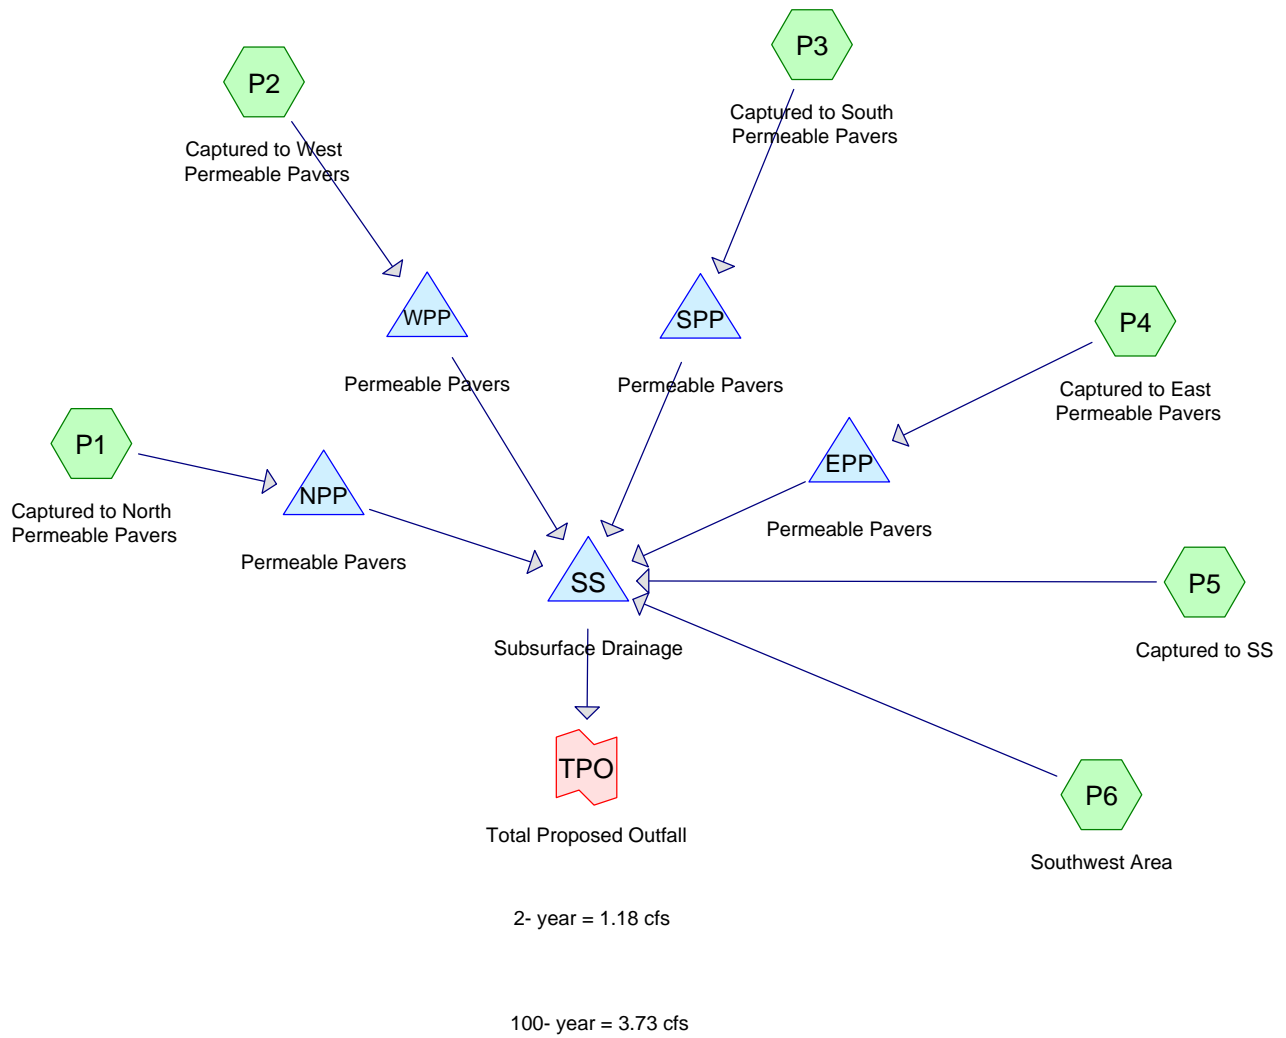 P3
P2
Captured to South
Permeable Pavers
Captured to West
Permeable Pavers
WPP
SPP
P4
Permeable Pavers
Permeable Pavers
Captured to East
Permeable Pavers
P1
EPP
NPP
Captured to North
Permeable Pavers
Permeable Pavers
Permeable Pavers
SS
P5
Subsurface Drainage
Captured to SS
TPO
P6
Total Proposed Outfall
Southwest Area
2- year = 1.18 cfs
100- year = 3.73 cfs